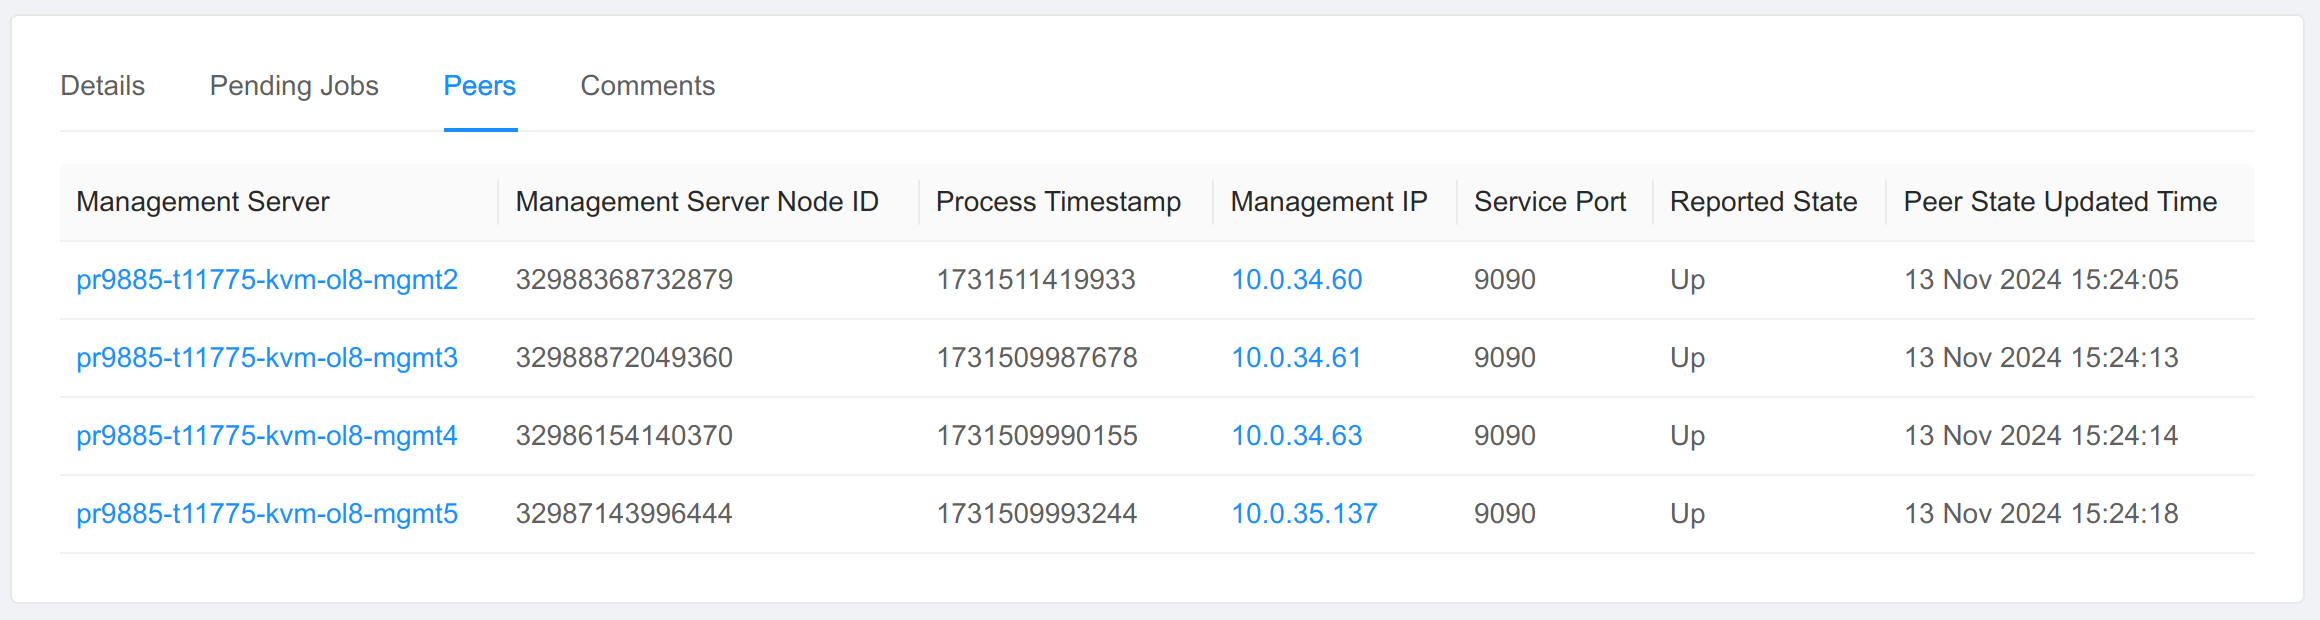 Details Pending Jobs Peers Comments
Management Server Management Server Node ID Process Timestamp Management IP Service Port Reported State Peer State Updated Time
pr9885-t11775-kvm-ol8-mgmt2 32988368732879 1731511419933 10.0.34.60 9090 Up 13 Nov 2024 15:24:05
pr9885-t11775-kvm-ol8-mgmt3 32988872049360 1731509987678 10.0.34.61 9090 Up 13 Nov 2024 15:24:13
pr9885-t11775-kvm-ol8-mgmt4 32986154140370 1731509990155 10.0.34.63 9090 Up 13 Nov 2024 15:24:14
pr9885-t11775-kvm-ol8-mgmt5 32987143996444 1731509993244 10.0.35.137 9090 Up 13 Nov 2024 15:24:18